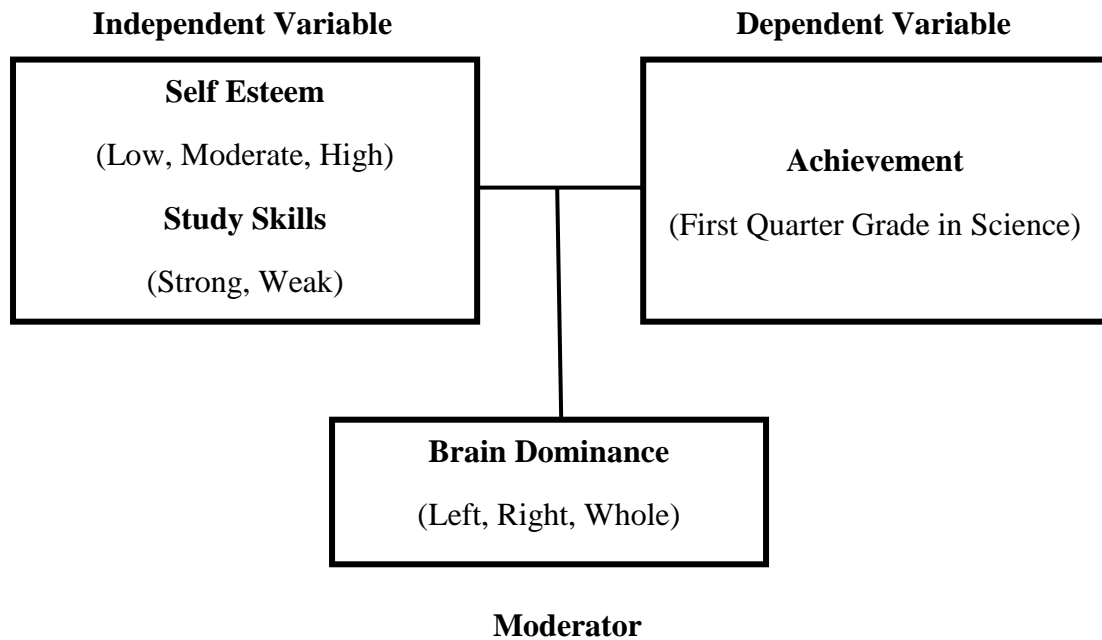 Independent Variable
Dependent Variable
Self Esteem
(Low, Moderate, High)
Study Skills
(Strong, Weak)
Achievement
(First Quarter Grade in Science)
Brain Dominance
(Left, Right, Whole)
Moderator